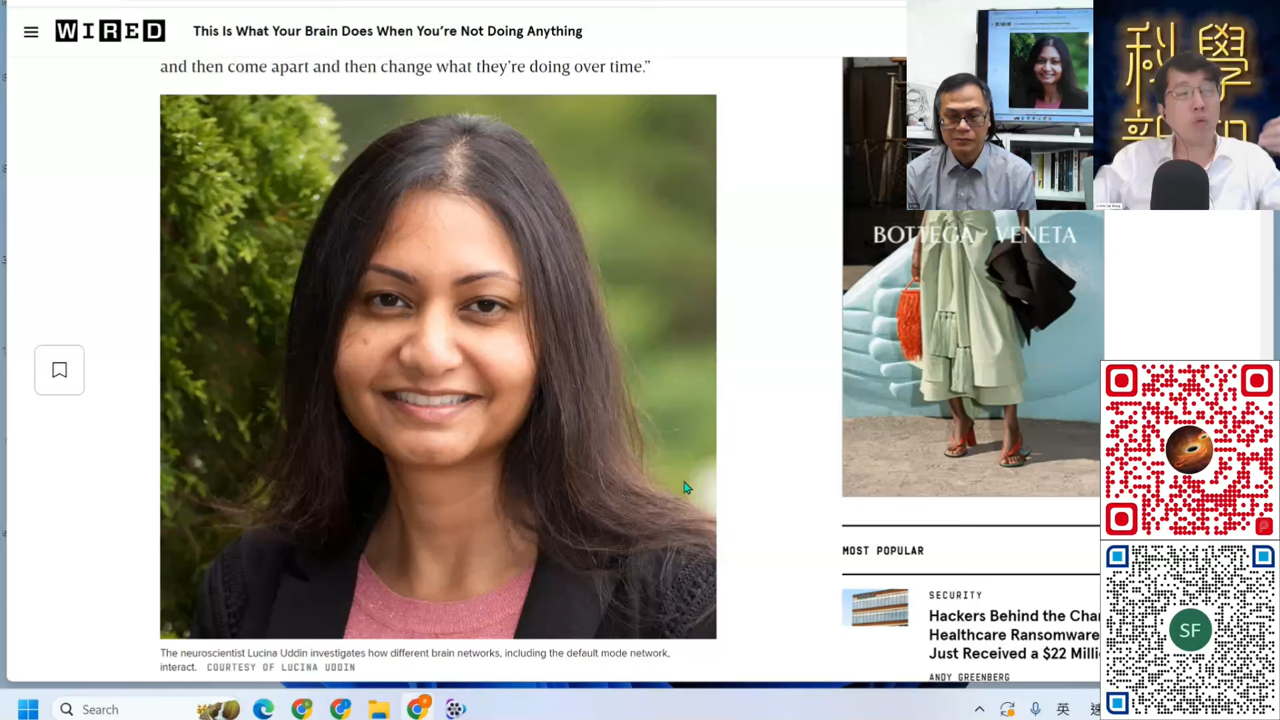 WIRED
This Is What Your Brain Does When You're Not Doing Anything
and then come apart and then change what they're doing over time."
科學
BOTTEGA VENETA
MOST POPULAR
SECURITY
Hackers Behind the Cha
Healthcare Ransomware
Just Received a $22 Milli
ANDY GREENBERG
The neuroscientist Lucina Uddin investigates how different brain networks, including the default mode network,
interact. COURTESY OF LUCINA UDDIN
SF
Search
英